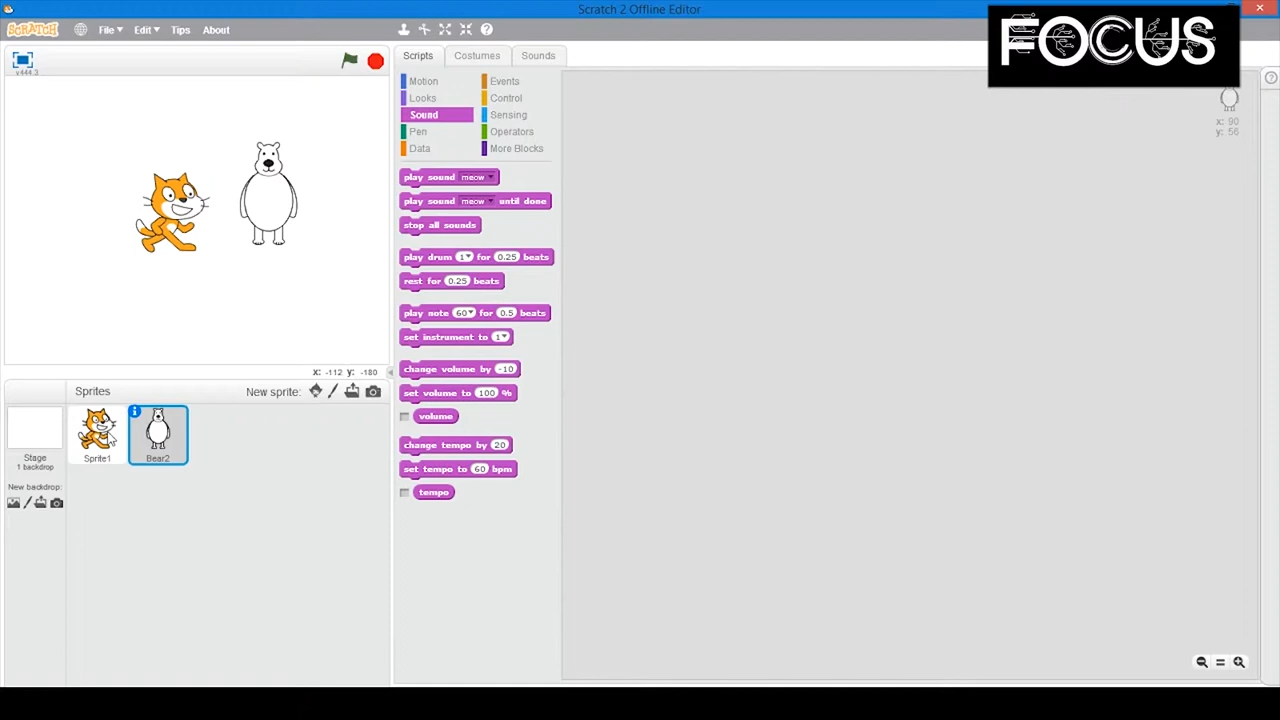 Scratch 2 Offline Editor
FOCUS
SCRATCH File Edit Tips About
v444.3
Scripts Costumes Sounds
Motion Events
Looks Control
Sound Sensing
Pen Operators
Data More Blocks
x: 90
y: 56
play sound meow
play sound meow until done
stop all sounds
play drum 1 for 0.25 beats
rest for 0.25 beats
play note 60 for 0.5 beats
set instrument to 1
change volume by -10
set volume to 100 %
volume
change tempo by 20
set tempo to 60 bpm
tempo
x: -112 y: -180
Sprites New sprite:
Stage
1 backdrop
Sprite1
Bear2
New backdrop: